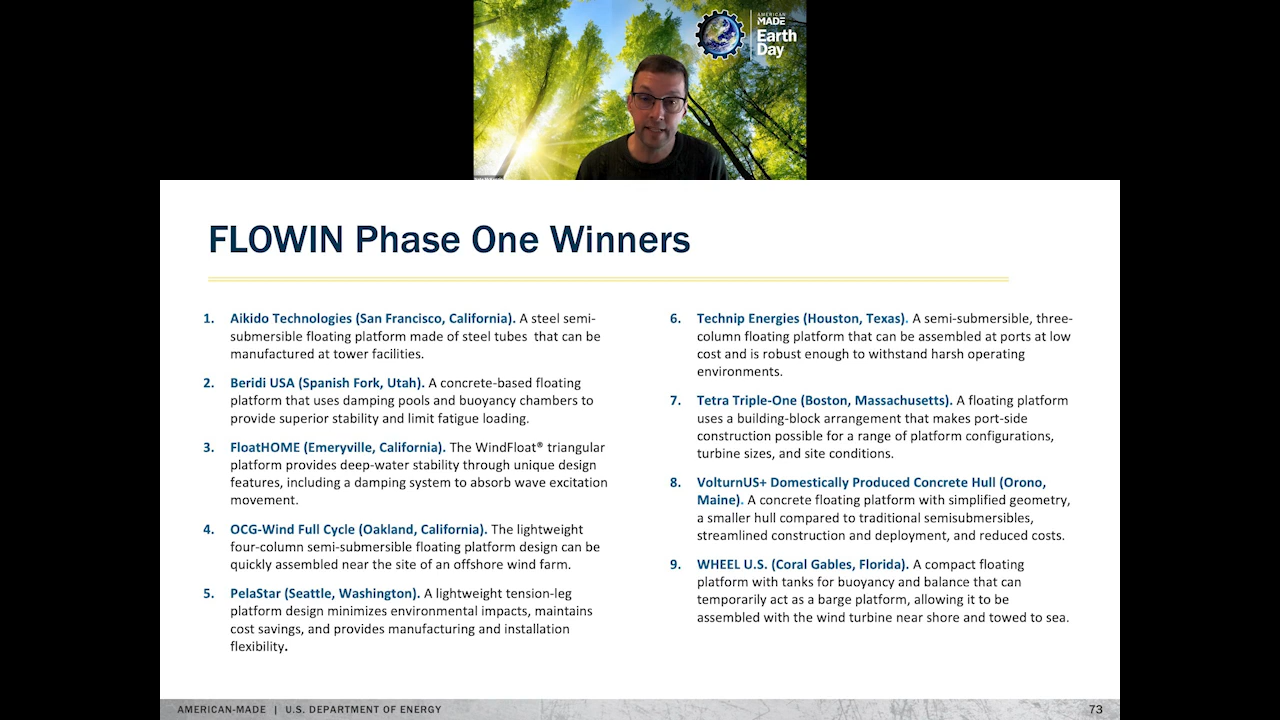 AMERICAN
MADE
Earth
Day
FLOWIN Phase One Winners
1. Aikido Technologies (San Francisco, California). A steel semi-
submersible floating platform made of steel tubes that can be
manufactured at tower facilities.
2. Beridi USA (Spanish Fork, Utah). A concrete-based floating
platform that uses damping pools and buoyancy chambers to
provide superior stability and limit fatigue loading.
3. FloatHOME (Emeryville, California). The WindFloat® triangular
platform provides deep-water stability through unique design
features, including a damping system to absorb wave excitation
movement.
4. OCG-Wind Full Cycle (Oakland, California). The lightweight
four-column semi-submersible floating platform design can be
quickly assembled near the site of an offshore wind farm.
5. PelaStar (Seattle, Washington). A lightweight tension-leg
platform design minimizes environmental impacts, maintains
cost savings, and provides manufacturing and installation
flexibility.
6. Technip Energies (Houston, Texas). A semi-submersible, three-
column floating platform that can be assembled at ports at low
cost and is robust enough to withstand harsh operating
environments.
7. Tetra Triple-One (Boston, Massachusetts). A floating platform
uses a building-block arrangement that makes port-side
construction possible for a range of platform configurations,
turbine sizes, and site conditions.
8. VolturnUS+ Domestically Produced Concrete Hull (Orono,
Maine). A concrete floating platform with simplified geometry,
a smaller hull compared to traditional semisubmersibles,
streamlined construction and deployment, and reduced costs.
9. WHEEL U.S. (Coral Gables, Florida). A compact floating
platform with tanks for buoyancy and balance that can
temporarily act as a barge platform, allowing it to be
assembled with the wind turbine near shore and towed to sea.
AMERICAN-MADE | U.S. DEPARTMENT OF ENERGY
73